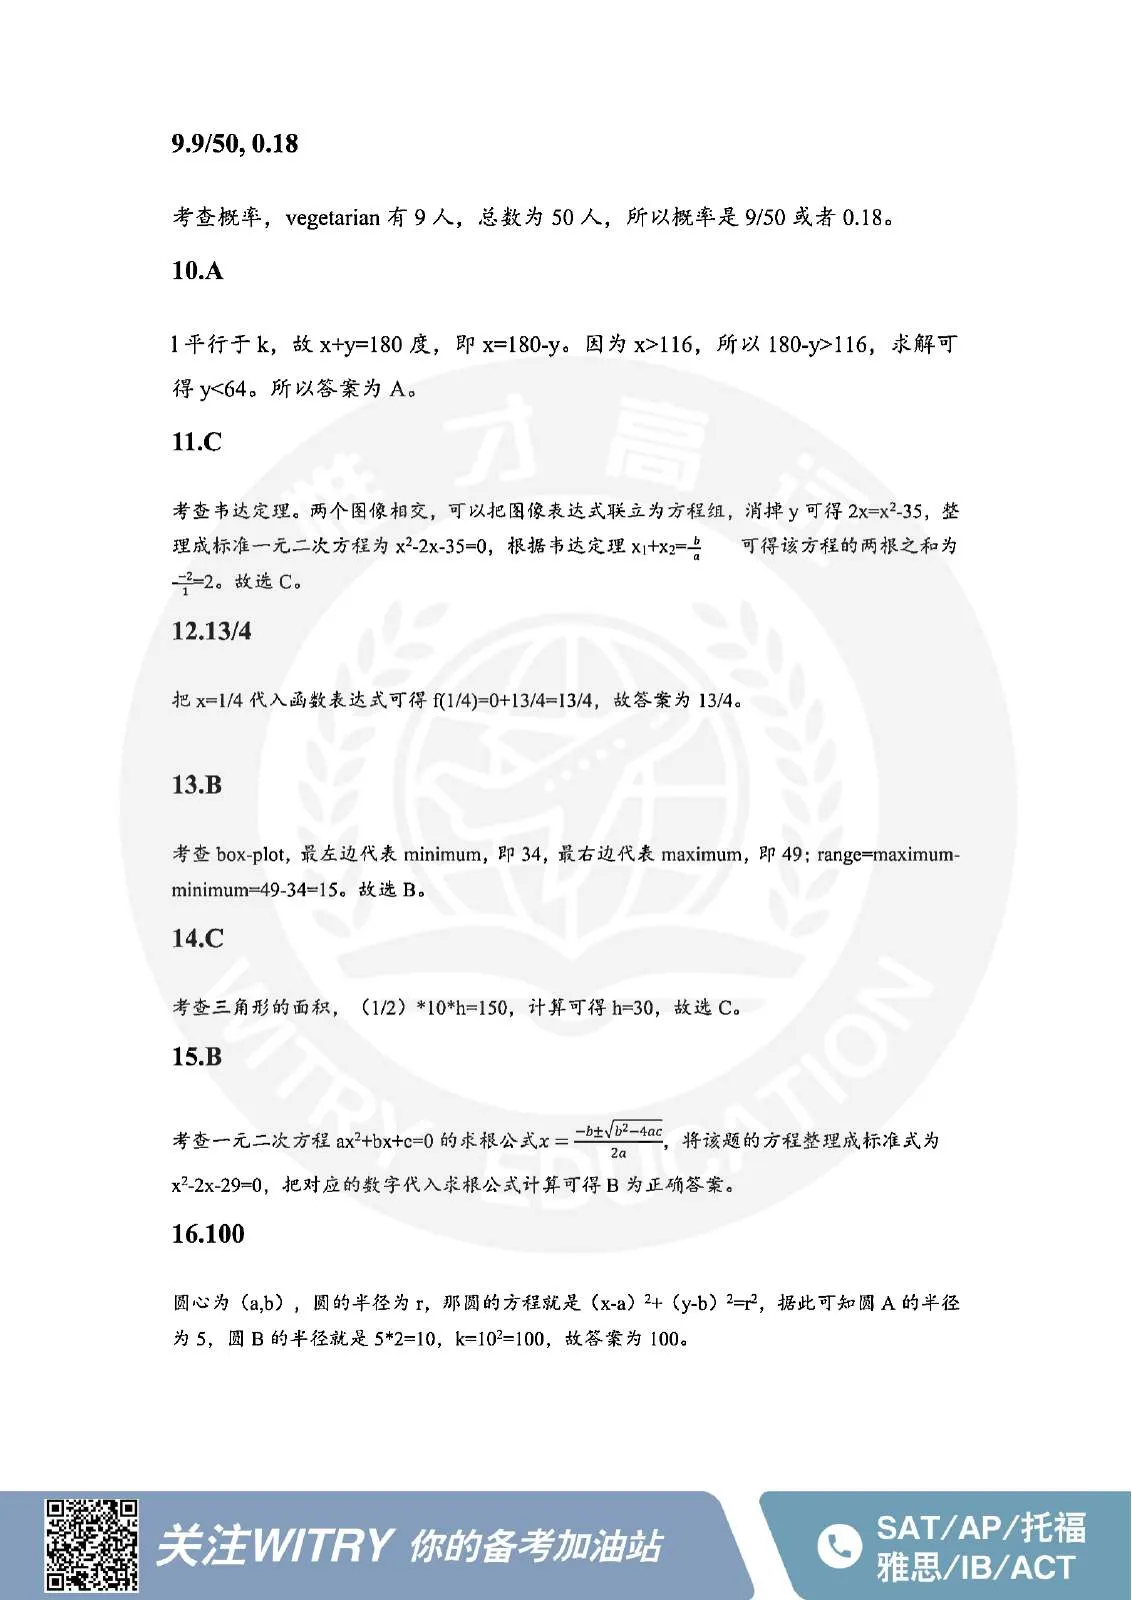 9.9/50, 0.18
考查概率，vegetarian 有 9 人，总数为 50 人，所以概率是 9/50 或者 0.18。
10.A
l 平行于 k，故 x+y=180 度，即 x=180-y。因为 x>116，所以 180-y>116，求解可
得 y<64。所以答案为 A。
11.C
考查韦达定理。两个图像相交，可以把图像表达式联立为方程组，消掉 y 可得 2x=x²-35，整
理成标准一元二次方程为 x²-2x-35=0，根据韦达定理 x₁+x₂=-b/a 可得该方程的两根之和为
-−2/1=2。故选 C。
12.13/4
把 x=1/4 代入函数表达式可得 f(1/4)=0+13/4=13/4，故答案为 13/4。
13.B
考查 box-plot，最左边代表 minimum，即 34，最右边代表 maximum，即 49；range=maximum-
minimum=49-34=15。故选 B。
14.C
考查三角形的面积，（1/2）*10*h=150，计算可得 h=30，故选 C。
15.B
考查一元二次方程 ax²+bx+c=0 的求根公式x = −b±√b²−4ac/2a，将该题的方程整理成标准式为
x²-2x-29=0，把对应的数字代入求根公式计算可得 B 为正确答案。
16.100
圆心为（a,b），圆的半径为 r，那圆的方程就是（x-a）²+（y-b）²=r²，据此可知圆 A 的半径
为 5，圆 B 的半径就是 5*2=10，k=10²=100，故答案为 100。
惟才高记
WITRY EDUCATION
关注WITRY 你的备考加油站
SAT/AP/托福
雅思/IB/ACT